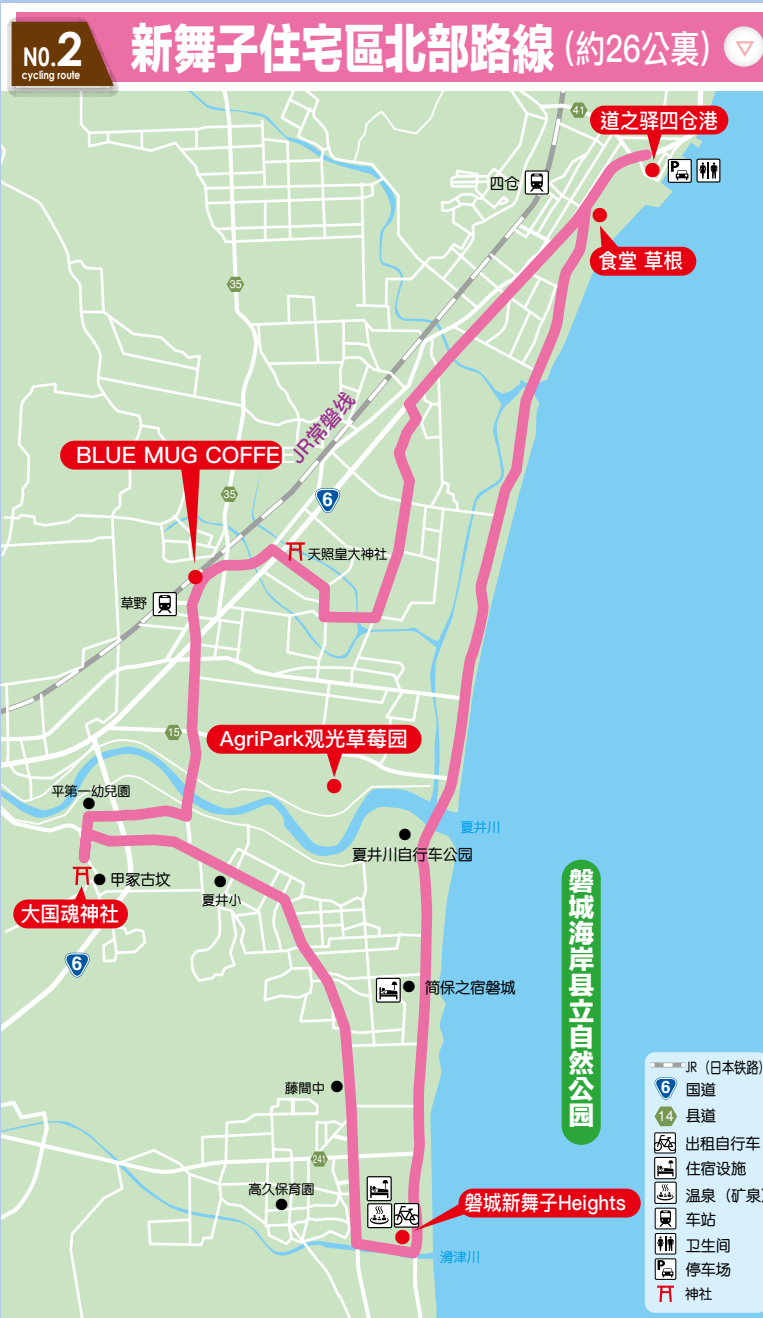 NO.2
cycling route
新舞子住宅區北部路線 (約26公裏)
41
道之驿四仓港
四仓
食堂 草根
35
JR常磐线
BLUE MUG COFFEE
35
6
天照皇大神社
草野
15
AgriPark观光草莓园
平第一幼兒園
夏井川
夏井川自行车公园
甲冢古坟
夏井小
大国魂神社
磐城海岸县立自然公园
6
简保之宿磐城
藤間中
241
高久保育園
磐城新舞子Heights
滑津川
JR (日本铁路)
6 国道
14 县道
出租自行车
住宿设施
温泉 (矿泉)
车站
卫生间
P 停车场
神社